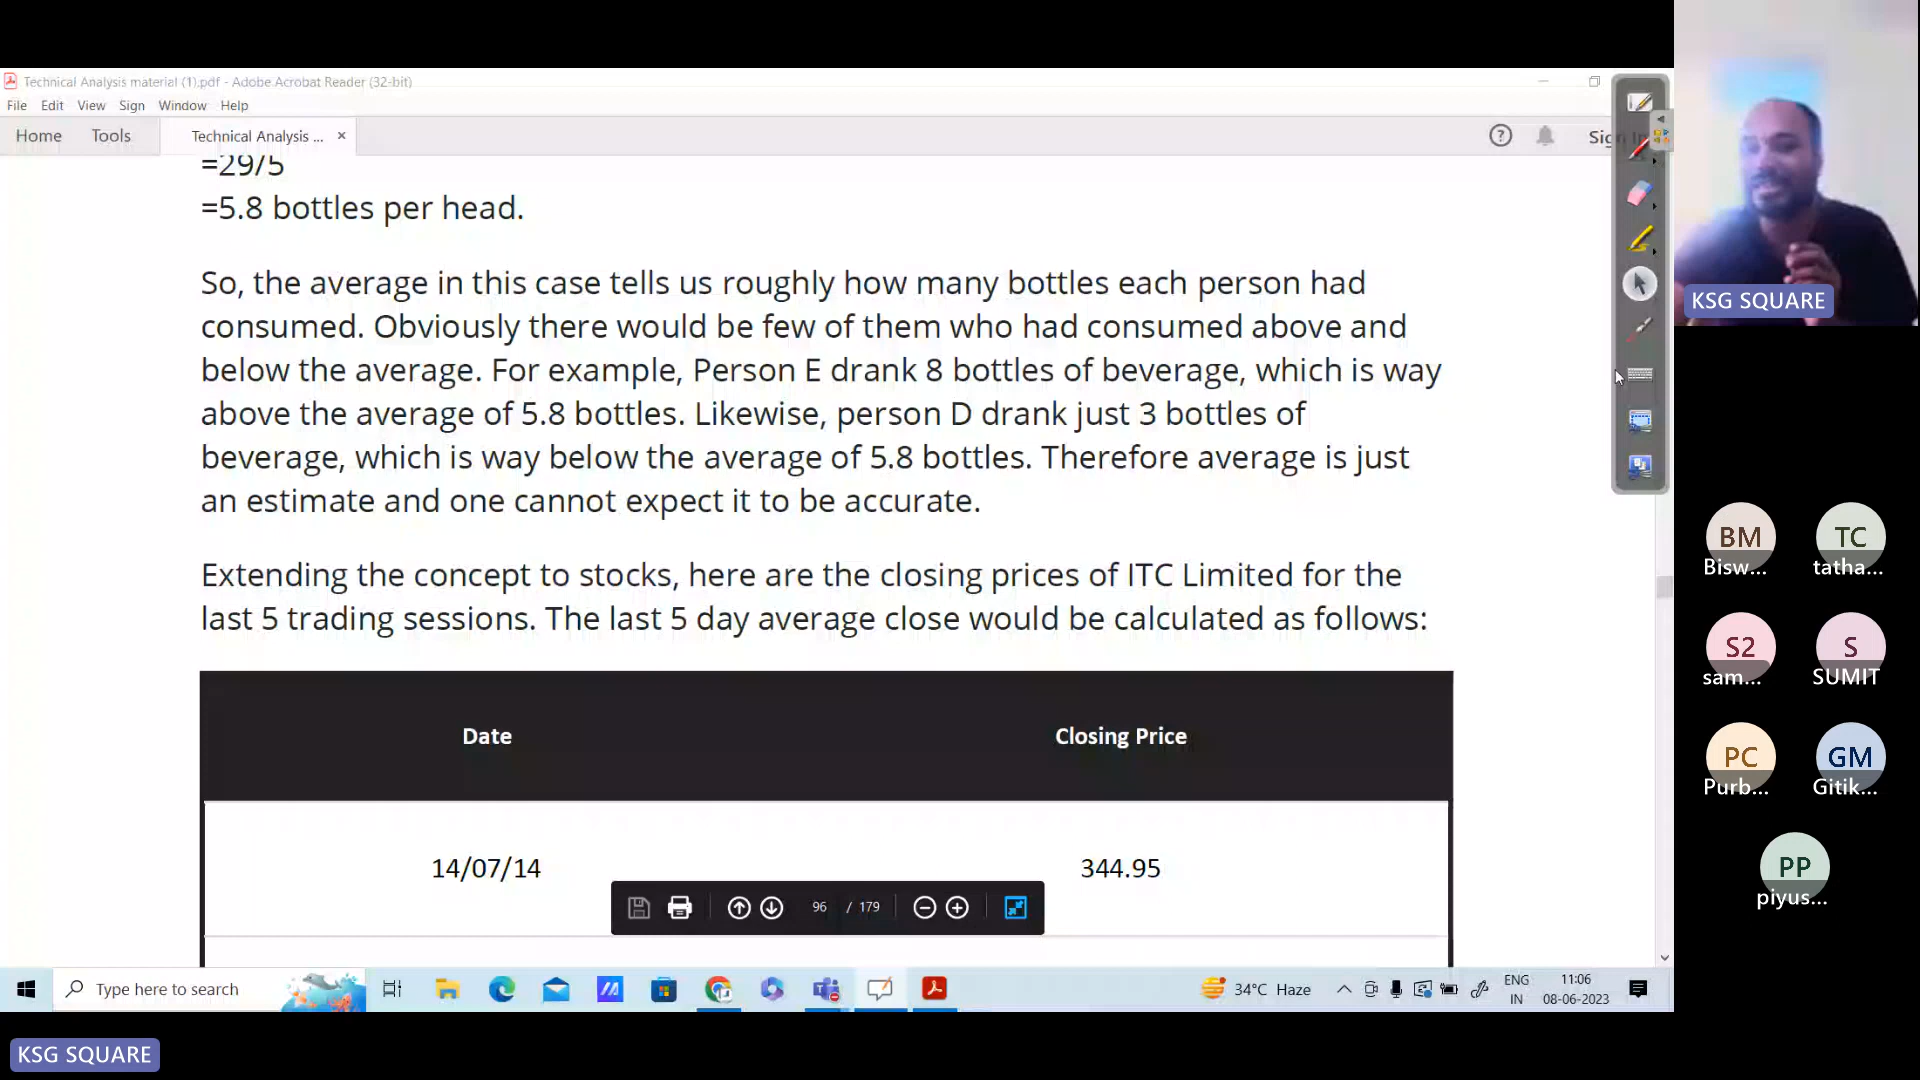 Technical Analysis material (1).pdf - Adobe Acrobat Reader (32-bit)
File Edit View Sign Window Help
Home Tools Technical Analysis ... ×
=29/5
=5.8 bottles per head.
So, the average in this case tells us roughly how many bottles each person had
consumed. Obviously there would be few of them who had consumed above and
below the average. For example, Person E drank 8 bottles of beverage, which is way
above the average of 5.8 bottles. Likewise, person D drank just 3 bottles of
beverage, which is way below the average of 5.8 bottles. Therefore average is just
an estimate and one cannot expect it to be accurate.
Extending the concept to stocks, here are the closing prices of ITC Limited for the
last 5 trading sessions. The last 5 day average close would be calculated as follows:
Date Closing Price
14/07/14 344.95
96 / 179
Type here to search
34°C Haze
ENG
IN
11:06
08-06-2023
KSG SQUARE
BM
Bisw...
TC
tatha...
S2
sam...
S
SUMIT
PC
Purb...
GM
Gitik...
PP
piyus...
KSG SQUARE